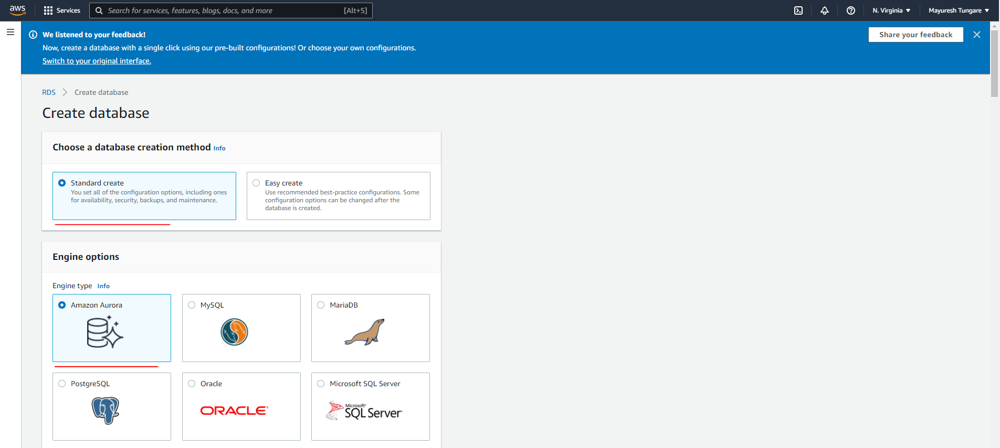 aws Services Search for services, features, blogs, docs, and more [Alt+S] N. Virginia Mayuresh Tungare
We listened to your feedback!
Now, create a database with a single click using our pre-built configurations! Or choose your own configurations.
Switch to your original interface.
Share your feedback
RDS Create database
Create database
Choose a database creation method Info
Standard create
You set all of the configuration options, including ones
for availability, security, backups, and maintenance.
Easy create
Use recommended best-practice configurations. Some
configuration options can be changed after the
database is created.
Engine options
Engine type Info
Amazon Aurora
MySQL
MariaDB
PostgreSQL
Oracle
ORACLE®
Microsoft SQL Server
Microsoft®
SQL Server®